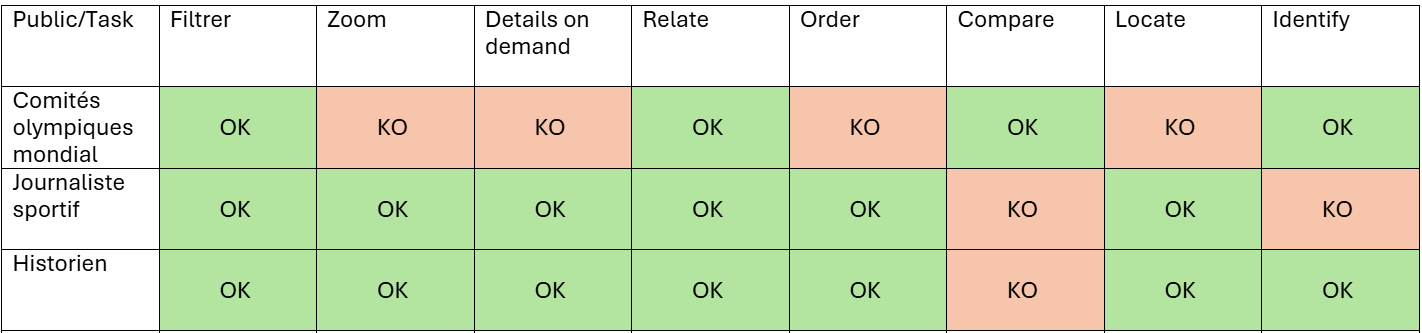 Public/Task Filtrer Zoom Details on Relate Order Compare Locate Identify
demand
Comités
olympiques OK KO KO OK KO OK KO OK
mondial
Journaliste
sportif OK OK OK OK OK KO OK KO
Historien
OK OK OK OK OK KO OK OK